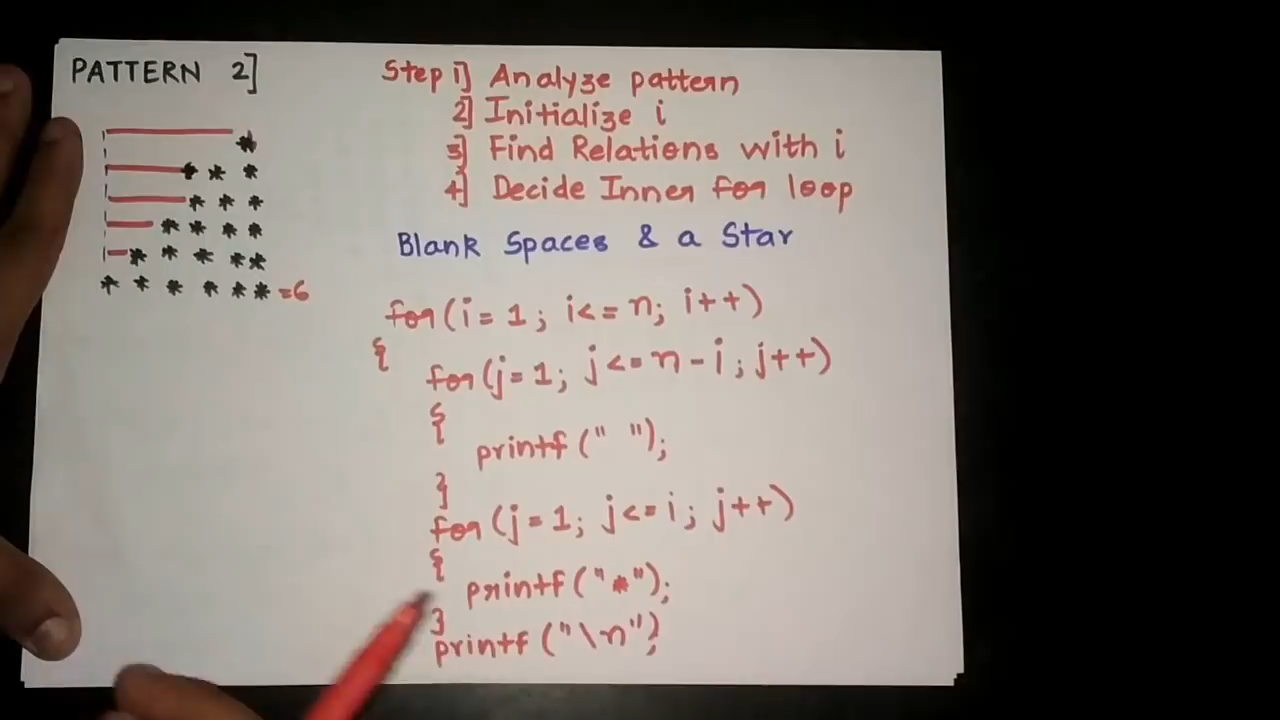 PATTERN 2]
*
* * *
* * *
* * * *
* * * * *
* * * * * * =6
Step 1] Analyze pattern
2] Initialize i
3] Find Relations with i
4] Decide Inner for loop
Blank Spaces & a Star
for(i=1; i<=n; i++)
{
for(j=1; j<=n-i; j++)
{
printf(" ");
}
for(j=1; j<=i; j++)
{
printf("*");
}
printf("\n");